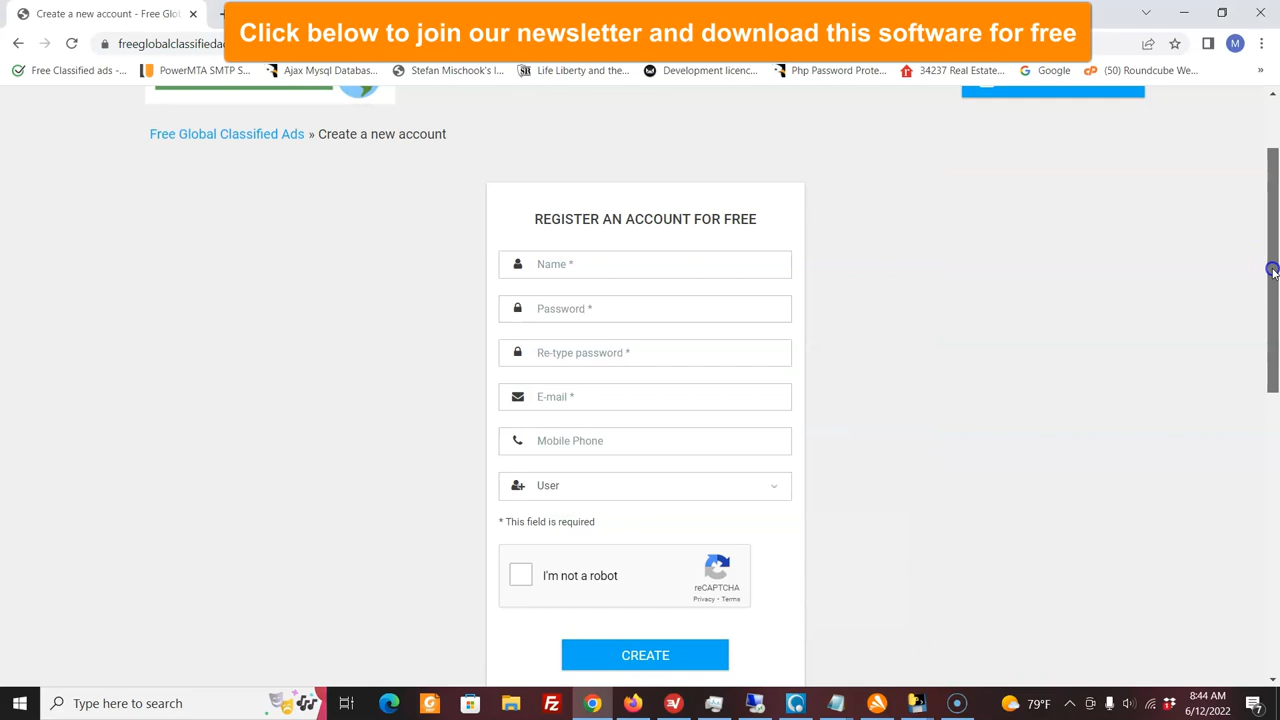 Create a new account - Free Gl
Click below to join our newsletter and download this software for free
freeglobalclassifieda
M
Free Classified ads -...
PowerMTA SMTP S...
Ajax Mysql Databas...
Stefan Mischook's I...
Life Liberty and the...
Development licenc...
Php Password Prote...
34237 Real Estate...
Google
(50) Roundcube We...
»
Free Global Classified Ads » Create a new account
REGISTER AN ACCOUNT FOR FREE
Name *
Password *
Re-type password *
E-mail *
Mobile Phone
User
* This field is required
I'm not a robot
reCAPTCHA
Privacy • Terms
CREATE
Type here to search
79°F
8:44 AM
6/12/2022
7